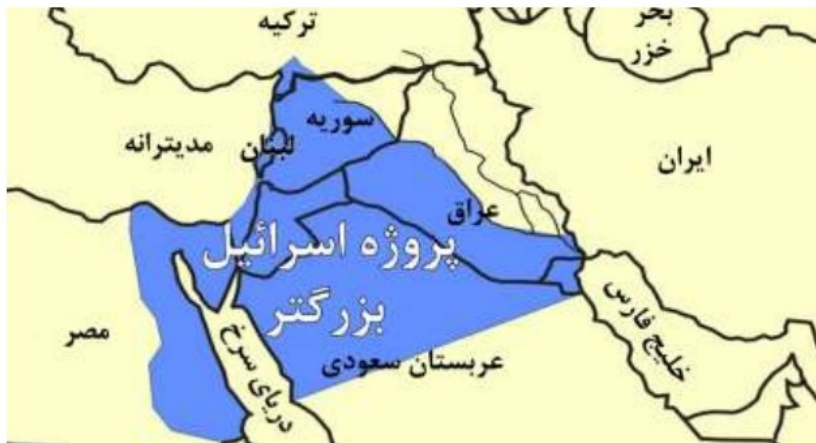 ترکیه
بحر
خزر
سوریه
لبنان
مدیترانه
ایران
عراق
پروژه اسرائیل
بزرگتر
خلیج فارس
مصر
عربستان سعودی
دریای سرخ